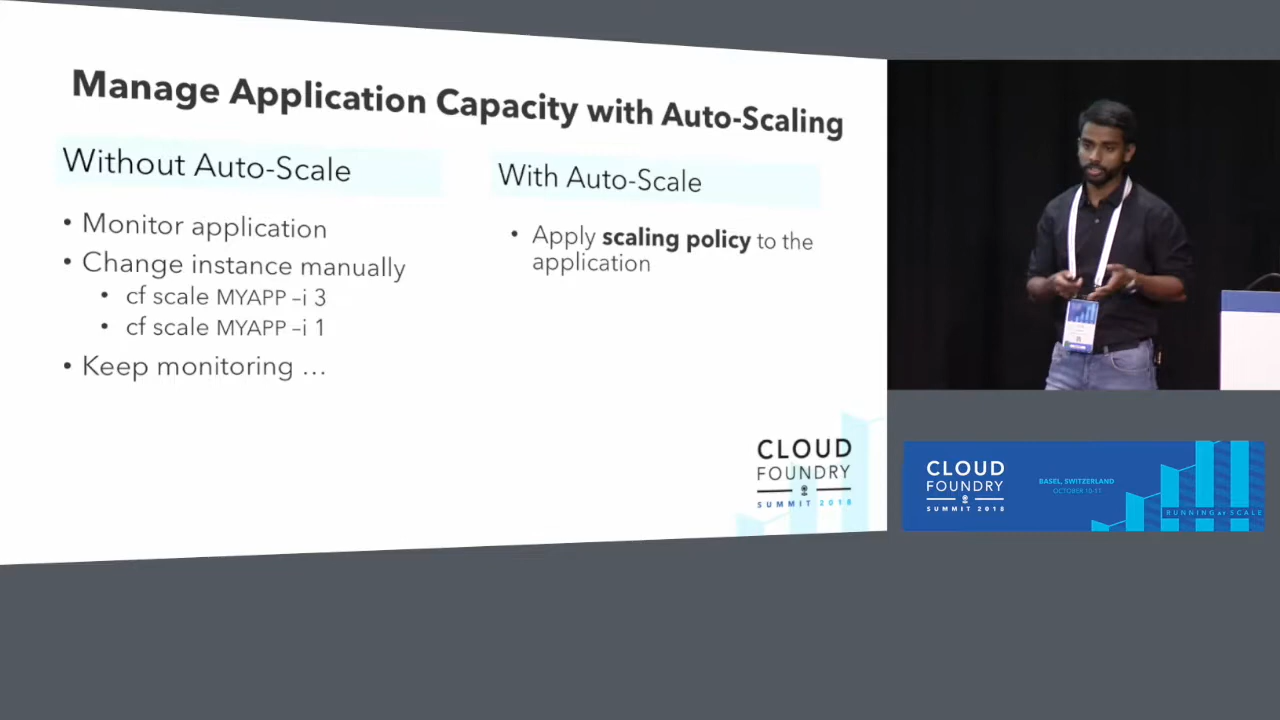 Manage Application Capacity with Auto-Scaling
Without Auto-Scale
• Monitor application
• Change instance manually
• cf scale MYAPP –i 3
• cf scale MYAPP –i 1
• Keep monitoring …
With Auto-Scale
• Apply scaling policy to the
application
CLOUD
FOUNDRY
SUMMIT 2018
CLOUD
FOUNDRY
SUMMIT 2018
BASEL, SWITZERLAND
OCTOBER 10-11
RUNNING AT SCALE